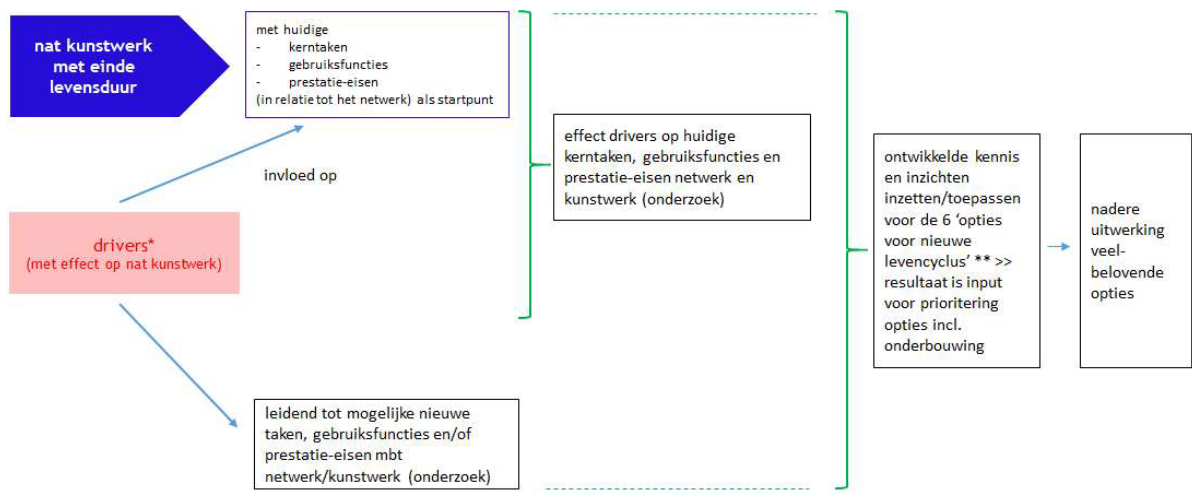 nat kunstwerk
met einde
levensduur
met huidige
- kerntaken
- gebruiksfuncties
- prestatie-eisen
(in relatie tot het netwerk) als startpunt
invloed op
drivers*
(met effect op nat kunstwerk)
leidend tot mogelijke nieuwe
taken, gebruiksfuncties en/of
prestatie-eisen mbt
netwerk/kunstwerk (onderzoek)
effect drivers op huidige
kerntaken, gebruiksfuncties en
prestatie-eisen netwerk en
kunstwerk (onderzoek)
ontwikkelde kennis
en inzichten
inzetten/toepassen
voor de 6 ‘opties
voor nieuwe
levencyclus’ ** >>
resultaat is input
voor prioritering
opties incl.
onderbouwing
nadere
uitwerking
veel-
belovende
opties